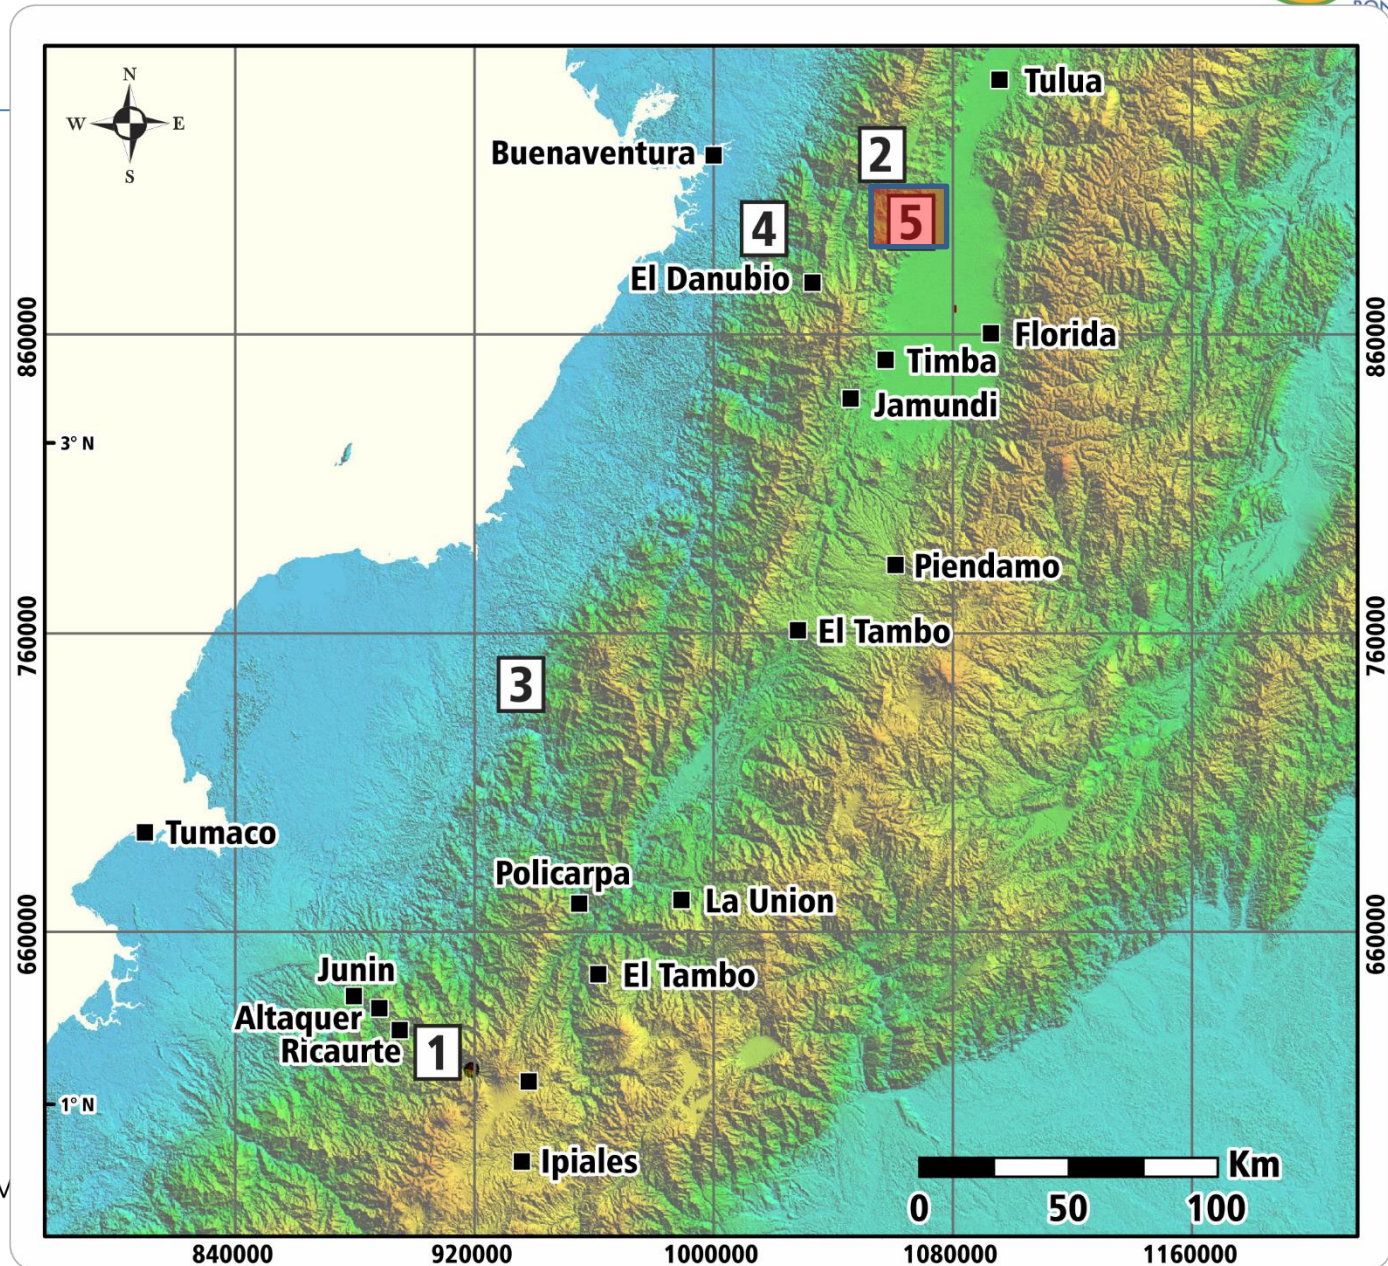 N
W E
S
Tulua
Buenaventura
2
5
4
El Danubio
Florida
Timba
Jamundi
860000
860000
3° N
Piendamo
El Tambo
760000
760000
3
Tumaco
Policarpa
La Union
660000
660000
Junin
El Tambo
Altaquer
Ricaurte
1
1° N
Ipiales
Km
0 50 100
840000 920000 1000000 1080000 1160000